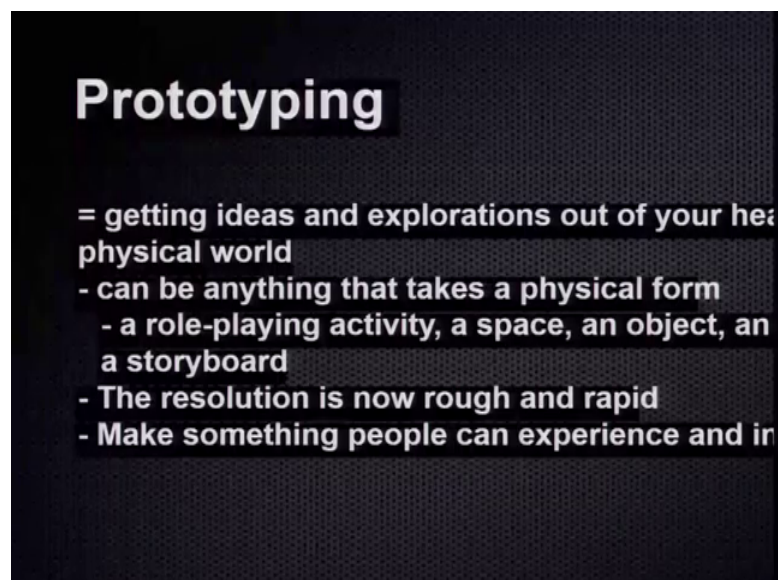 Prototyping
= getting ideas and explorations out of your
physical world
- can be anything that takes a physical form
- a role-playing activity, a space, an object, an
a storyboard
- The resolution is now rough and rapid
- Make something people can experience and